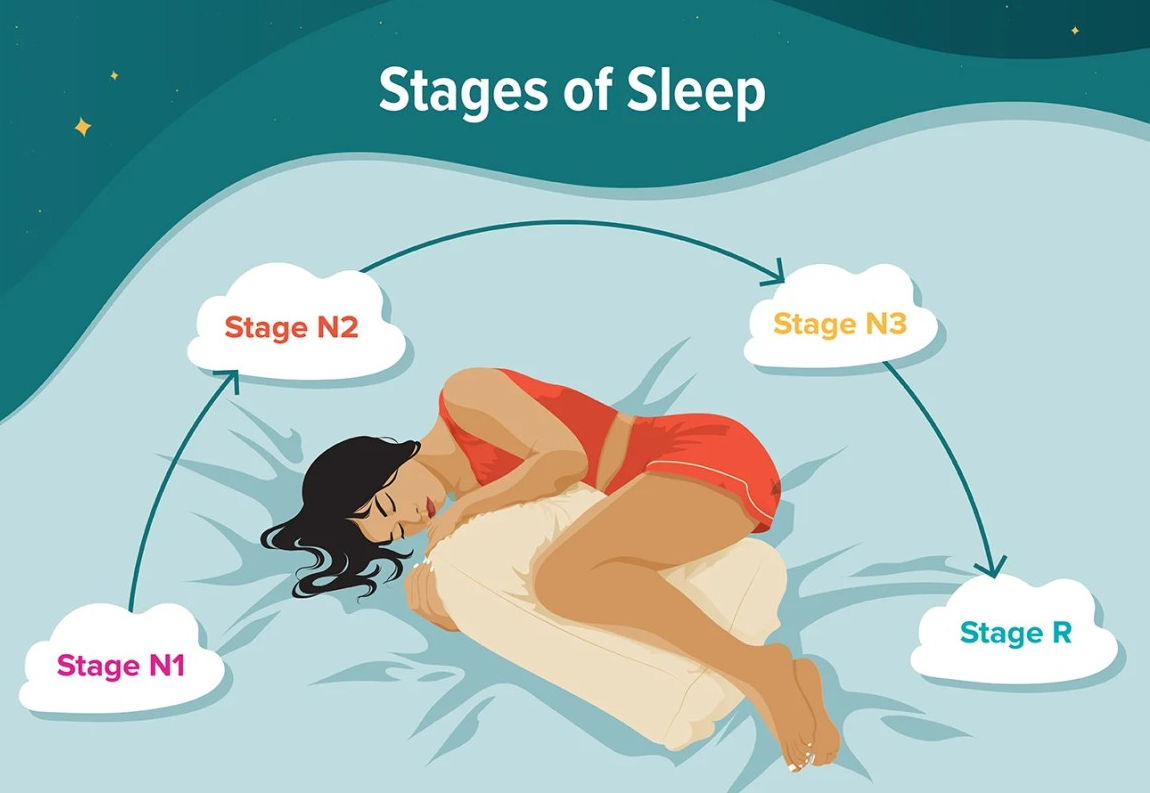 Stages of Sleep
Stage N2
Stage N3
Stage N1
Stage R